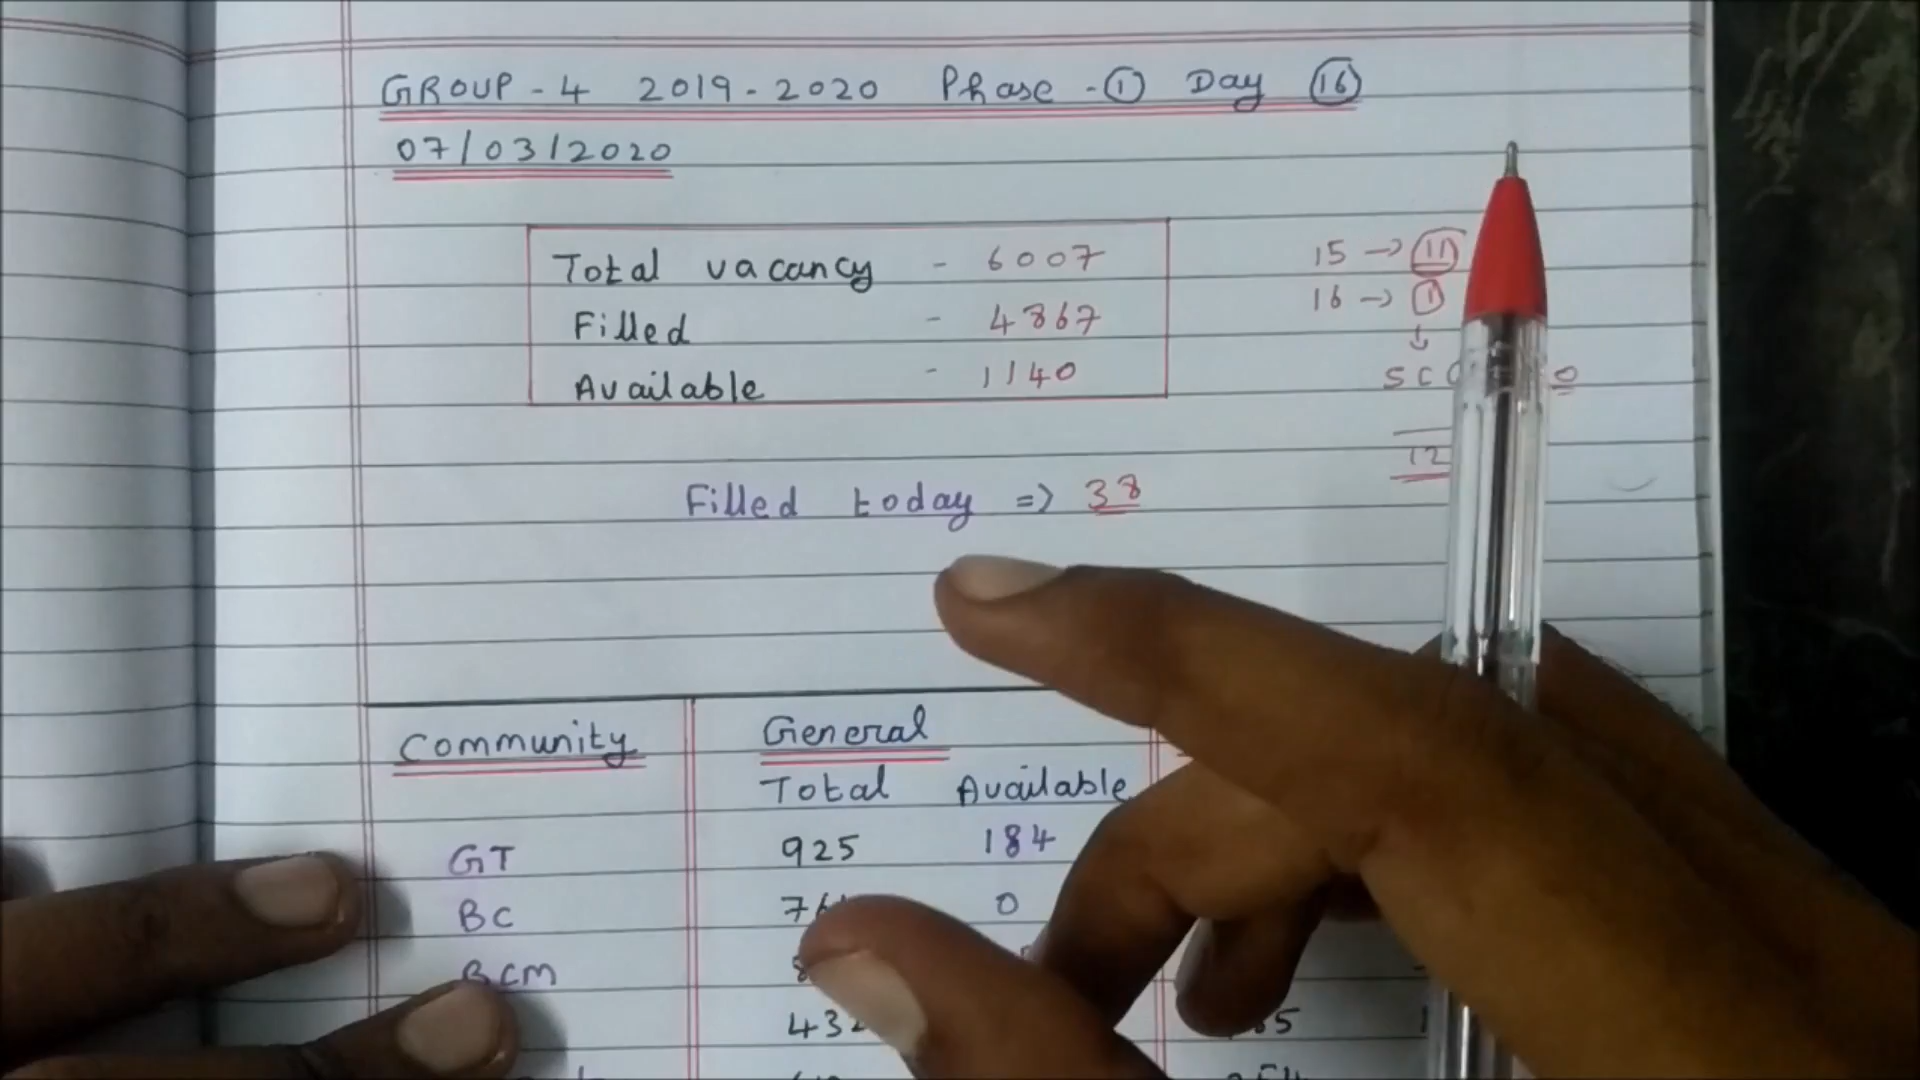 GROUP - 4 2019 - 2020 Phase - 1 Day 16
07/03/2020
Total vacancy - 6007
Filled - 4867
Available - 1140
15 → 11
16 → 1
12
Filled today => 38
Community General
Total Available
GT 925 184
BC 0
BCM